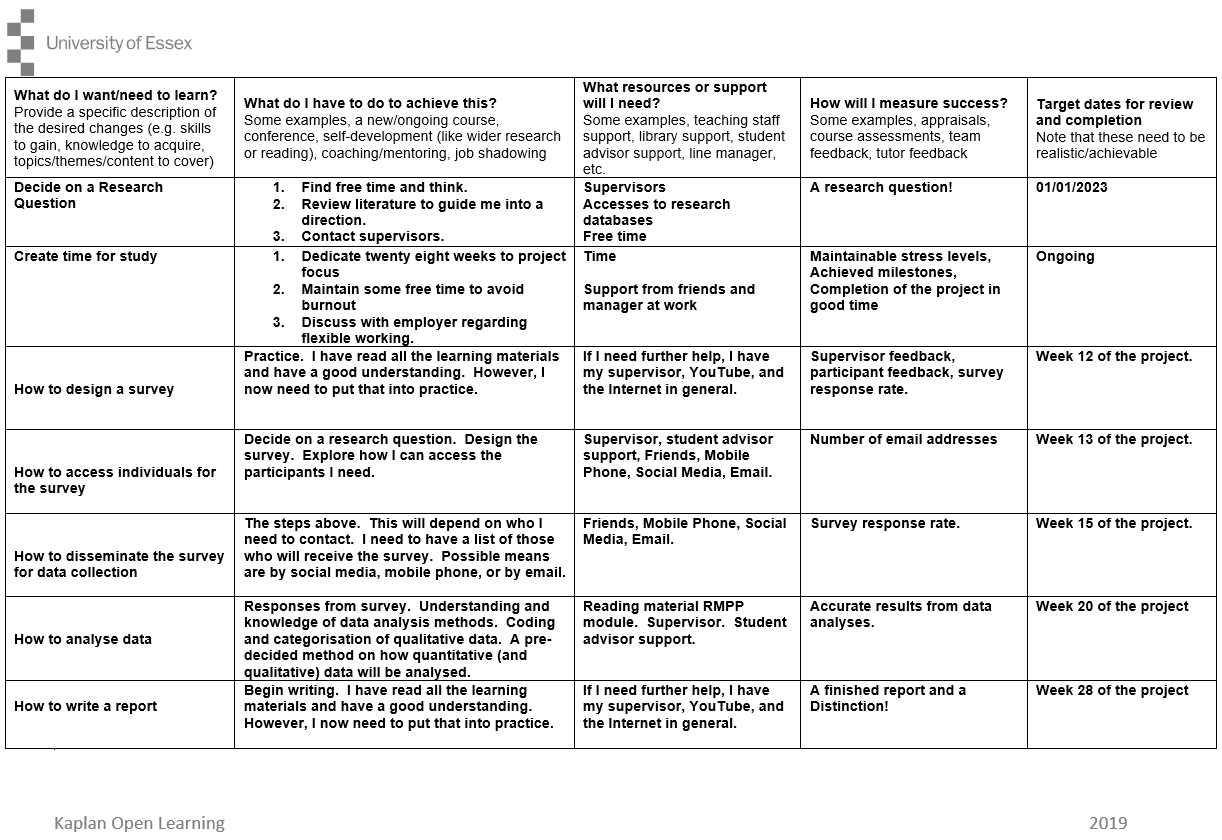 University of Essex
What do I want/need to learn?
Provide a specific description of
the desired changes (e.g. skills
to gain, knowledge to acquire,
topics/themes/content to cover)
What do I have to do to achieve this?
Some examples, a new/ongoing course,
conference, self-development (like wider research
or reading), coaching/mentoring, job shadowing
What resources or support
will I need?
Some examples, teaching staff
support, library support, student
advisor support, line manager,
etc.
How will I measure success?
Some examples, appraisals,
course assessments, team
feedback, tutor feedback
Target dates for review
and completion
Note that these need to be
realistic/achievable
Decide on a Research
Question
1. Find free time and think.
2. Review literature to guide me into a
direction.
3. Contact supervisors.
Supervisors
Accesses to research
databases
Free time
A research question!
01/01/2023
Create time for study
1. Dedicate twenty eight weeks to project
focus
2. Maintain some free time to avoid
burnout
3. Discuss with employer regarding
flexible working.
Time
Support from friends and
manager at work
Maintainable stress levels,
Achieved milestones,
Completion of the project in
good time
Ongoing
How to design a survey
Practice. I have read all the learning materials
and have a good understanding. However, I
now need to put that into practice.
If I need further help, I have
my supervisor, YouTube, and
the Internet in general.
Supervisor feedback,
participant feedback, survey
response rate.
Week 12 of the project.
How to access individuals for
the survey
Decide on a research question. Design the
survey. Explore how I can access the
participants I need.
Supervisor, student advisor
support, Friends, Mobile
Phone, Social Media, Email.
Number of email addresses
Week 13 of the project.
How to disseminate the survey
for data collection
The steps above. This will depend on who I
need to contact. I need to have a list of those
who will receive the survey. Possible means
are by social media, mobile phone, or by email.
Friends, Mobile Phone, Social
Media, Email.
Survey response rate.
Week 15 of the project.
How to analyse data
Responses from survey. Understanding and
knowledge of data analysis methods. Coding
and categorisation of qualitative data. A pre-
decided method on how quantitative (and
qualitative) data will be analysed.
Reading material RMPP
module. Supervisor. Student
advisor support.
Accurate results from data
analyses.
Week 20 of the project
How to write a report
Begin writing. I have read all the learning
materials and have a good understanding.
However, I now need to put that into practice.
If I need further help, I have
my supervisor, YouTube, and
the Internet in general.
A finished report and a
Distinction!
Week 28 of the project
Kaplan Open Learning
2019